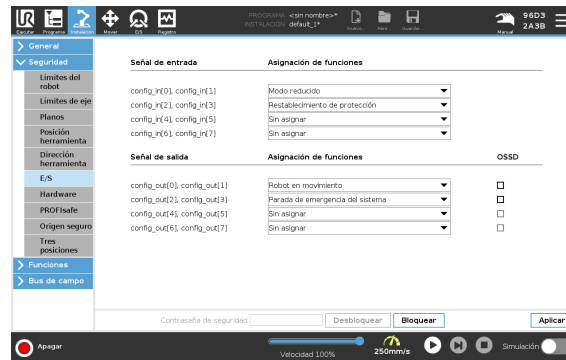 UR
PROGRAMA <sin nombre>*
INSTALACIÓN default_1*
Ejecutar Programa Instalación Mover E/S Registro
Nuevo... Abrir... Guardar...
Manual
96D3
2A3B
General
Seguridad
Límites del
robot
Límites de eje
Planos
Posición
herramienta
Dirección
herramienta
E/S
Hardware
PROFIsafe
Origen seguro
Tres
posiciones
Funciones
Bus de campo
Señal de entrada Asignación de funciones
config_in[0], config_in[1] Modo reducido
config_in[2], config_in[3] Restablecimiento de protección
config_in[4], config_in[5] Sin asignar
config_in[6], config_in[7] Sin asignar
Señal de salida Asignación de funciones OSSD
config_out[0], config_out[1] Robot en movimiento
config_out[2], config_out[3] Parada de emergencia del sistema
config_out[4], config_out[5] Sin asignar
config_out[6], config_out[7] Sin asignar
Contraseña de seguridad Desbloquear Bloquear Aplicar
Apagar
Velocidad 100%
250mm/s
Simulación